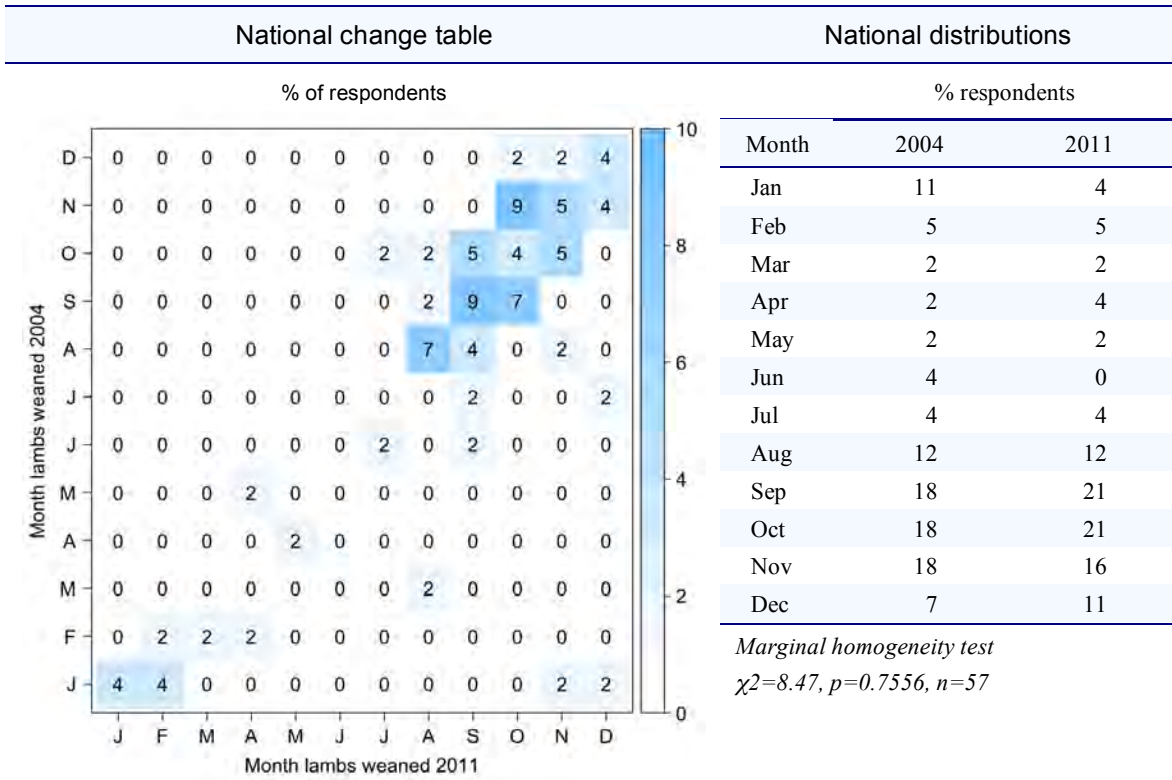 National change table
National distributions
% of respondents
D 0 0 0 0 0 0 0 0 0 2 2 4
N 0 0 0 0 0 0 0 0 0 9 5 4
O 0 0 0 0 0 0 2 2 5 4 5 0
S 0 0 0 0 0 0 0 2 9 7 0 0
A 0 0 0 0 0 0 0 7 4 0 2 0
J 0 0 0 0 0 0 0 0 2 0 0 2
J 0 0 0 0 0 0 2 0 2 0 0 0
M 0 0 0 2 0 0 0 0 0 0 0 0
A 0 0 0 0 2 0 0 0 0 0 0 0
M 0 0 0 0 0 0 0 2 0 0 0 0
F 0 2 2 2 0 0 0 0 0 0 0 0
J 4 4 0 0 0 0 0 0 0 0 2 2
J F M A M J J A S O N D
Month lambs weaned 2011
Month lambs weaned 2004
10
8
6
4
2
0
% respondents
Month 2004 2011
Jan 11 4
Feb 5 5
Mar 2 2
Apr 2 4
May 2 2
Jun 4 0
Jul 4 4
Aug 12 12
Sep 18 21
Oct 18 21
Nov 18 16
Dec 7 11
Marginal homogeneity test
χ2=8.47, p=0.7556, n=57